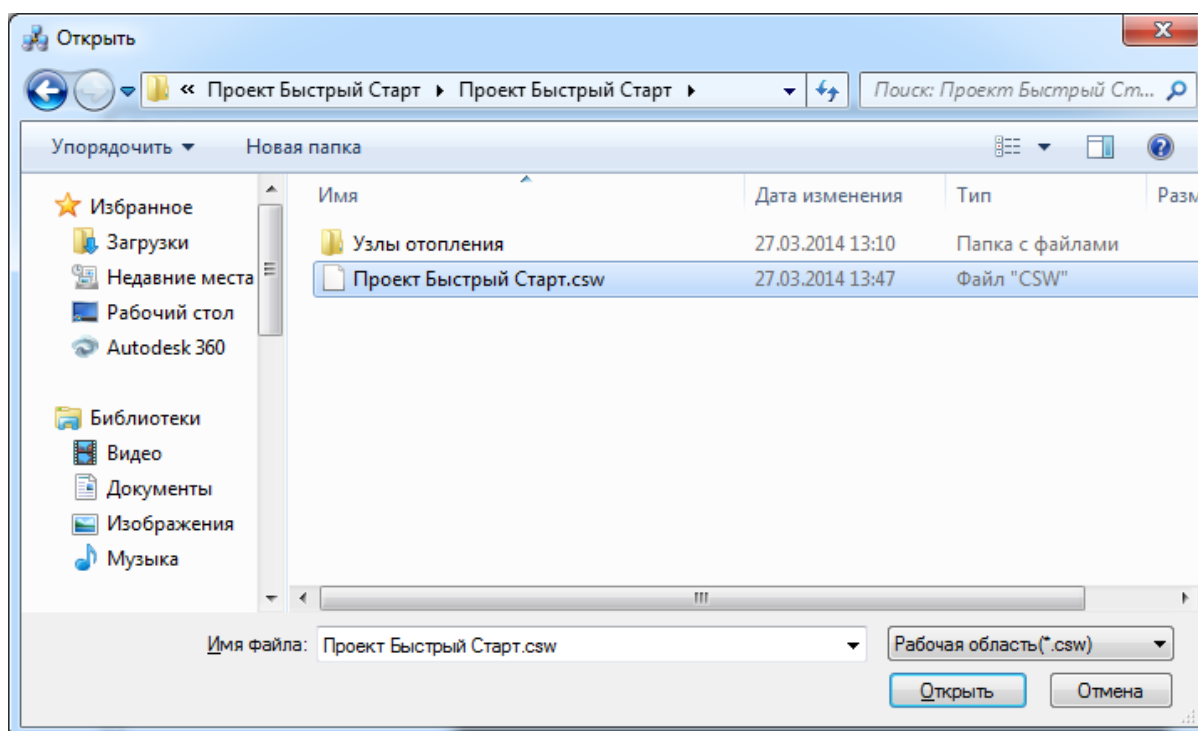 Открыть
« Проект Быстрый Старт Проект Быстрый Старт Поиск: Проект Быстрый Ст...
Упорядочить Новая папка
Избранное
Загрузки
Недавние места
Рабочий стол
Autodesk 360
Библиотеки
Видео
Документы
Изображения
Музыка
Имя Дата изменения Тип Разм
Узлы отопления 27.03.2014 13:10 Папка с файлами
Проект Быстрый Старт.csw 27.03.2014 13:47 Файл "CSW"
Имя файла: Проект Быстрый Старт.csw Рабочая область(*.csw)
Открыть Отмена